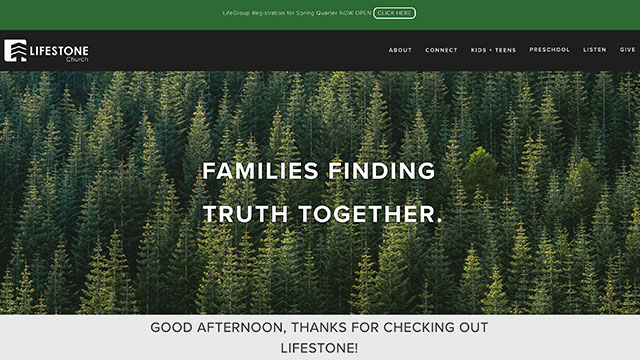 LifeGroup Registration for Spring Quarter NOW OPEN CLICK HERE
LIFESTONE
Church
ABOUT CONNECT KIDS + TEENS PRESCHOOL LISTEN GIVE
FAMILIES FINDING
TRUTH TOGETHER.
GOOD AFTERNOON, THANKS FOR CHECKING OUT
LIFESTONE!